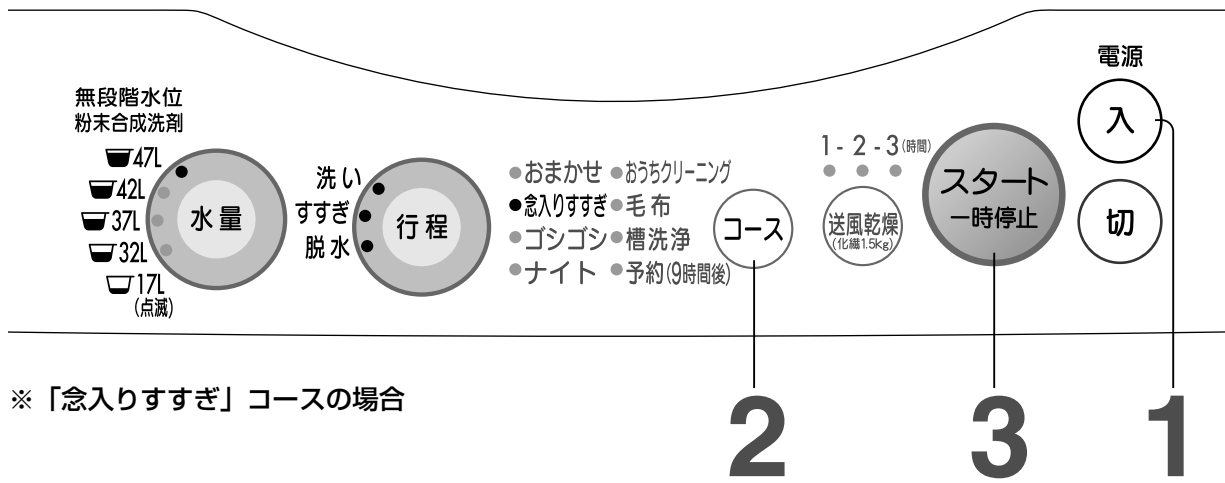 無段階水位
粉末合成洗剤
47L
42L
37L
32L
17L
(点滅)
水量
洗い
すすぎ
脱水
行程
おまかせ
念入りすすぎ
ゴシゴシ
ナイト
おうちクリーニング
毛布
槽洗浄
予約(9時間後)
コース
1 - 2 - 3(時間)
送風乾燥
(化繊1.5kg)
スタート
一時停止
電源
入
切
※「念入りすすぎ」コースの場合
2
3
1